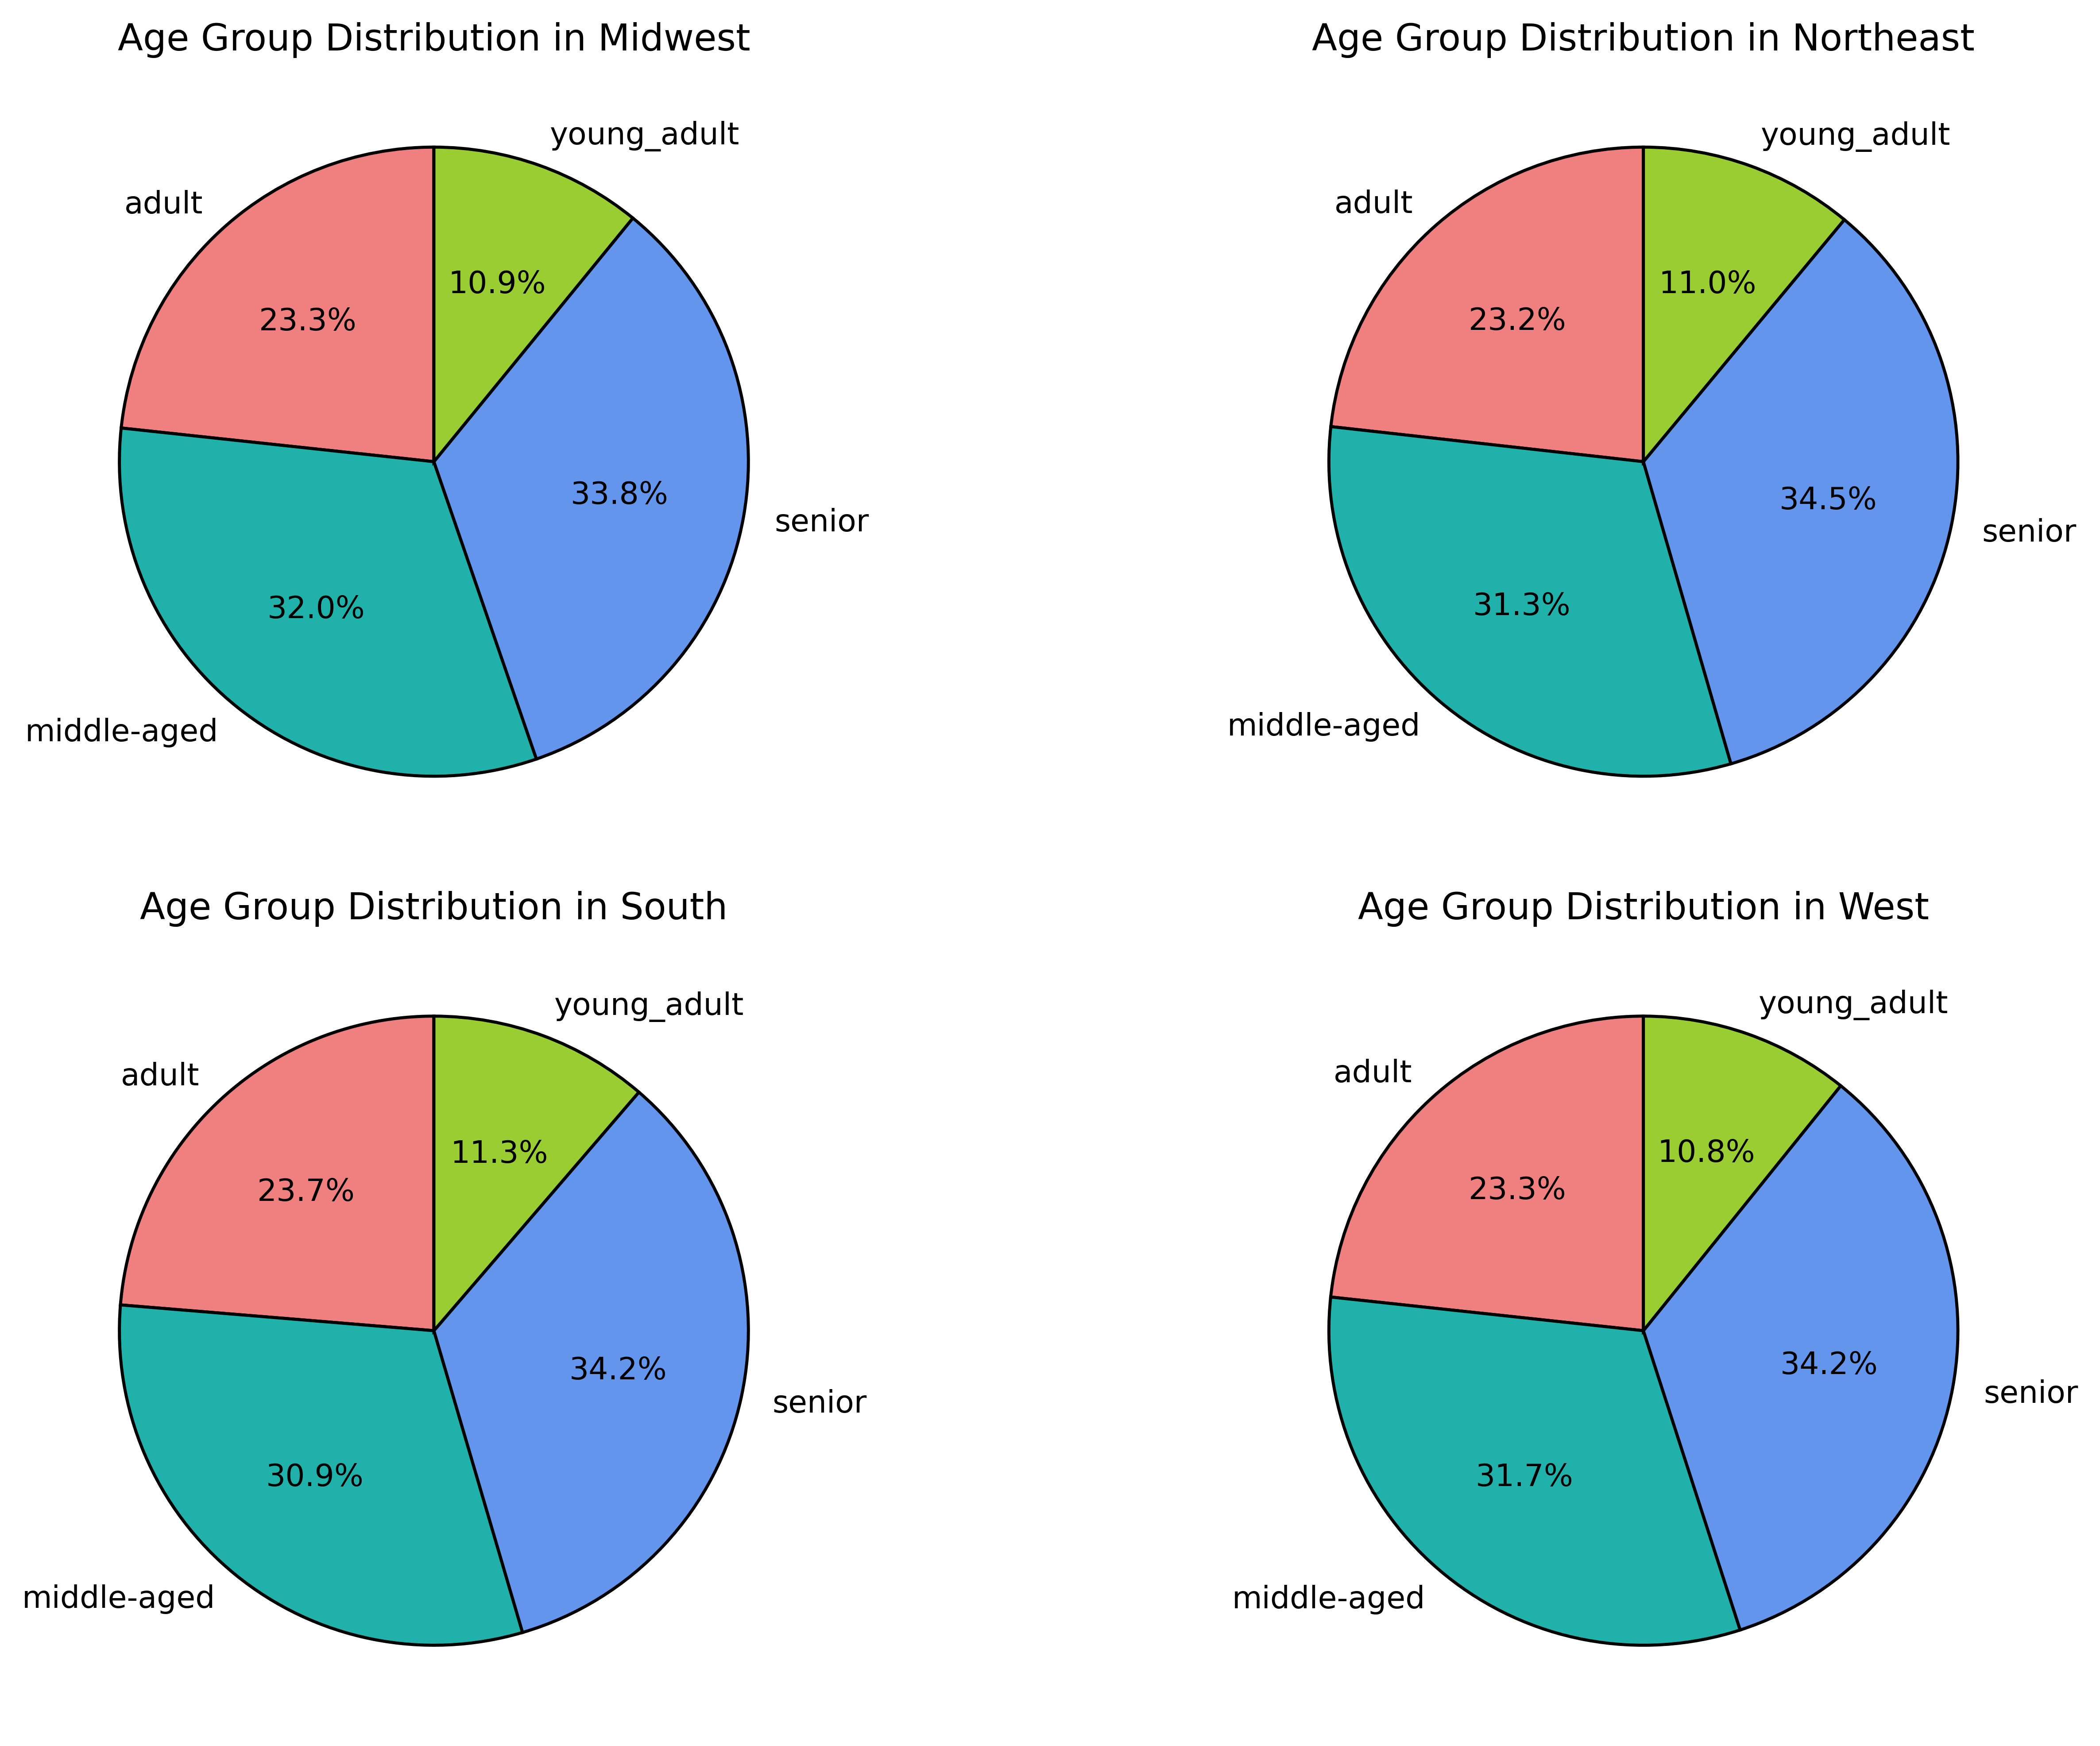 Age Group Distribution in Midwest
young_adult
adult
10.9%
23.3%
33.8%
senior
32.0%
middle-aged
Age Group Distribution in Northeast
young_adult
adult
11.0%
23.2%
34.5%
senior
31.3%
middle-aged
Age Group Distribution in South
young_adult
adult
11.3%
23.7%
34.2%
senior
30.9%
middle-aged
Age Group Distribution in West
young_adult
adult
10.8%
23.3%
34.2%
senior
31.7%
middle-aged